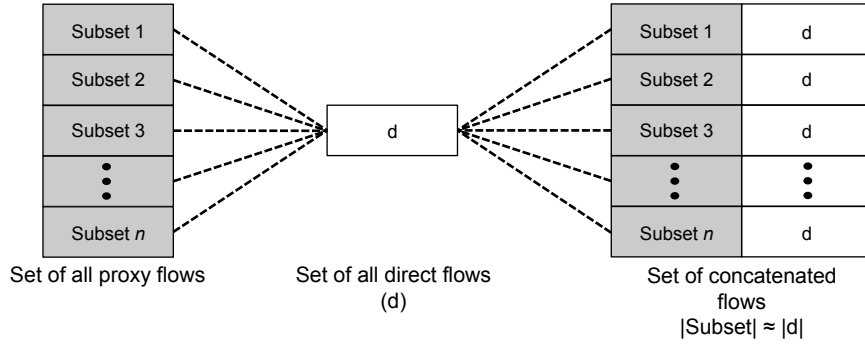 Subset 1
Subset 2
Subset 3
Subset n
Set of all proxy flows
d
Set of all direct flows
(d)
Subset 1 d
Subset 2 d
Subset 3 d
Subset n d
Set of concatenated
flows
|Subset| ≈ |d|